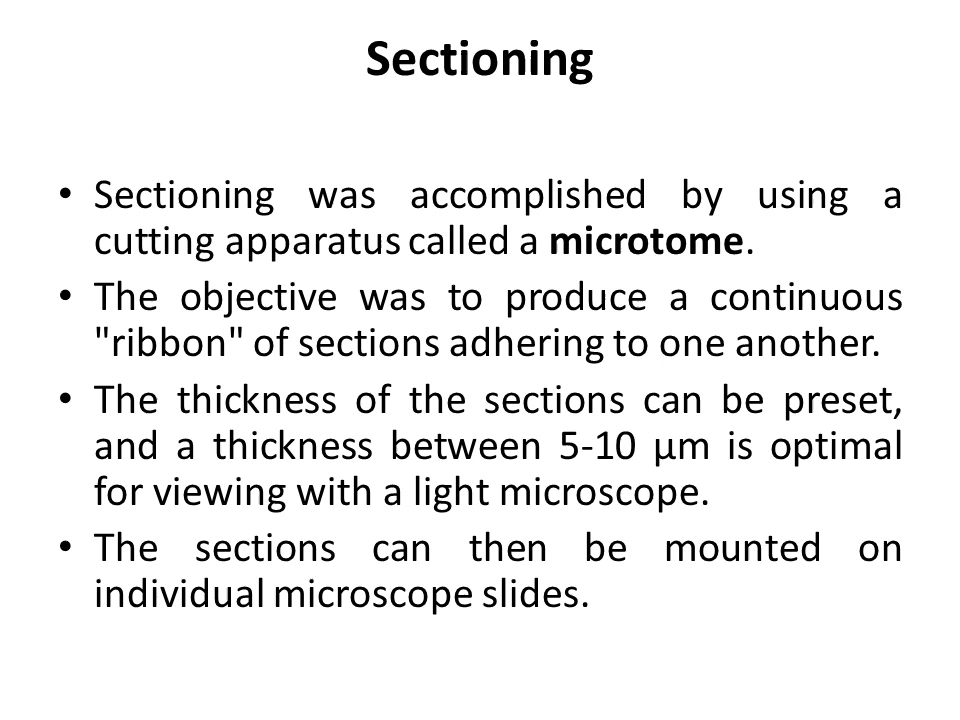 Sectioning
• Sectioning was accomplished by using a
cutting apparatus called a microtome.
• The objective was to produce a continuous
"ribbon" of sections adhering to one another.
• The thickness of the sections can be preset,
and a thickness between 5-10 µm is optimal
for viewing with a light microscope.
• The sections can then be mounted on
individual microscope slides.